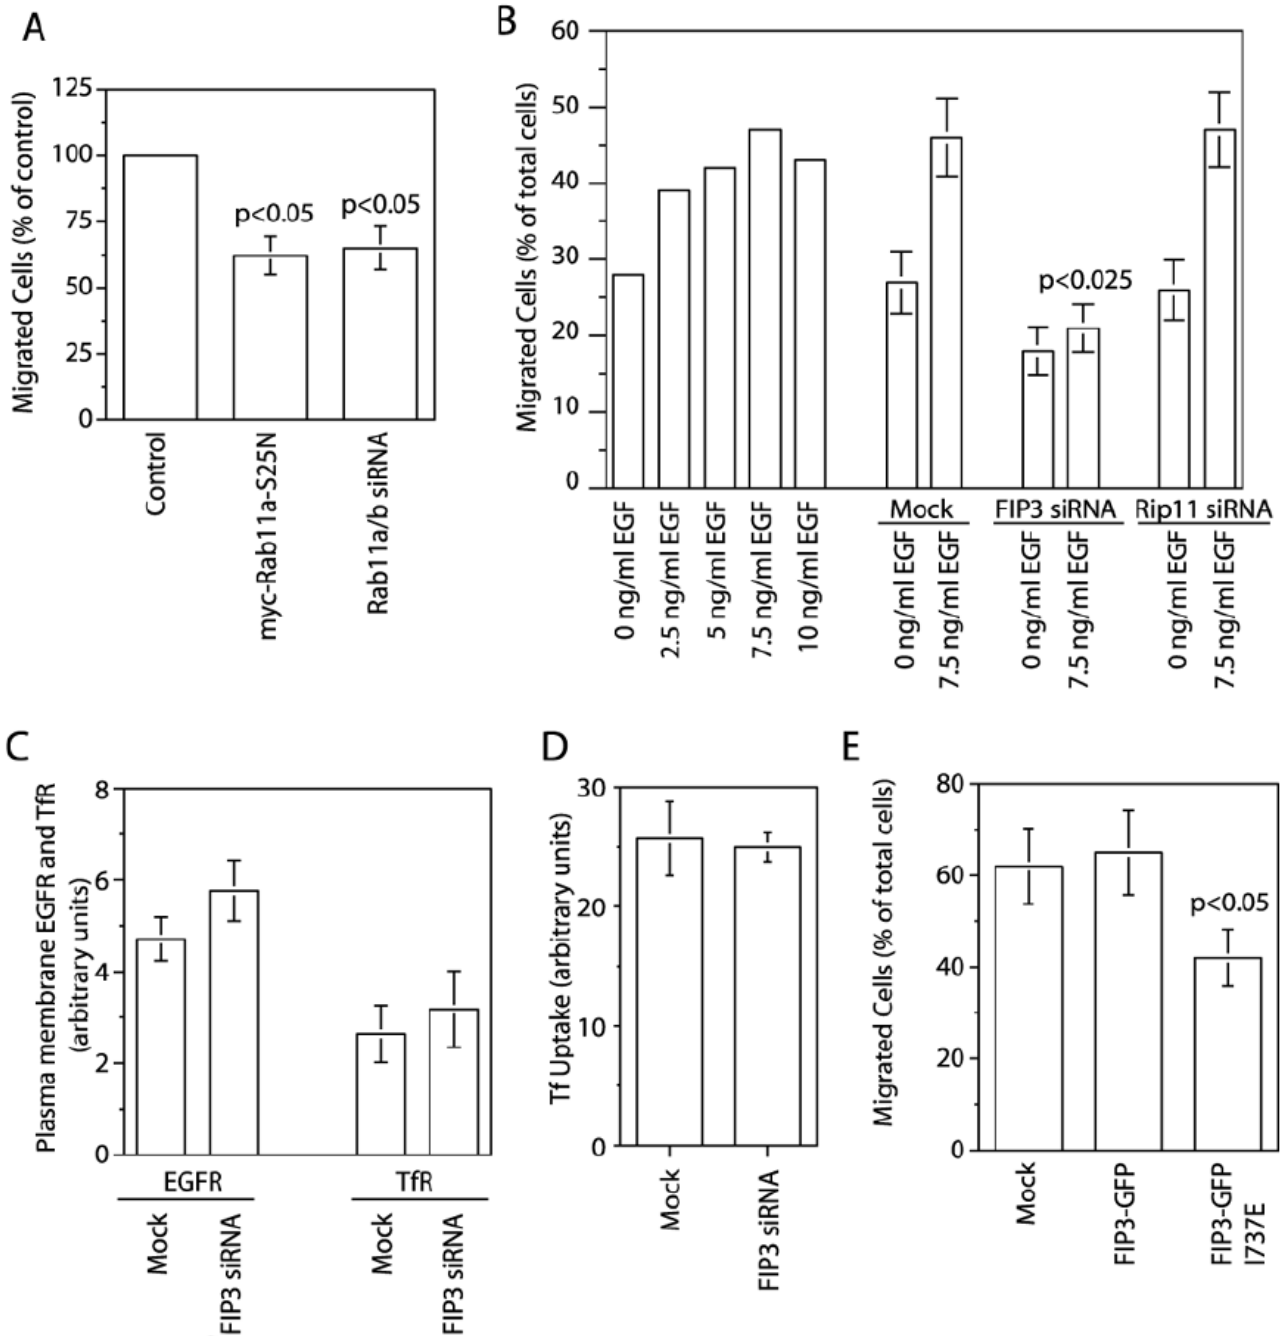 A
Migrated Cells (% of control)
125
100
75
50
25
0
p<0.05
p<0.05
Control
myc-Rab11a-S25N
Rab11a/b siRNA
B
Migrated Cells (% of total cells)
60
50
40
30
20
10
0
p<0.025
0 ng/ml EGF
2.5 ng/ml EGF
5 ng/ml EGF
7.5 ng/ml EGF
10 ng/ml EGF
Mock
FIP3 siRNA
Rip11 siRNA
0 ng/ml EGF
7.5 ng/ml EGF
0 ng/ml EGF
7.5 ng/ml EGF
0 ng/ml EGF
7.5 ng/ml EGF
C
Plasma membrane EGFR and TfR
(arbitrary units)
8
6
4
2
0
EGFR
TfR
Mock
FIP3 siRNA
Mock
FIP3 siRNA
D
Tf Uptake (arbitrary units)
30
20
10
0
Mock
FIP3 siRNA
E
Migrated Cells (% of total cells)
80
60
40
20
0
p<0.05
Mock
FIP3-GFP
FIP3-GFP
I737E